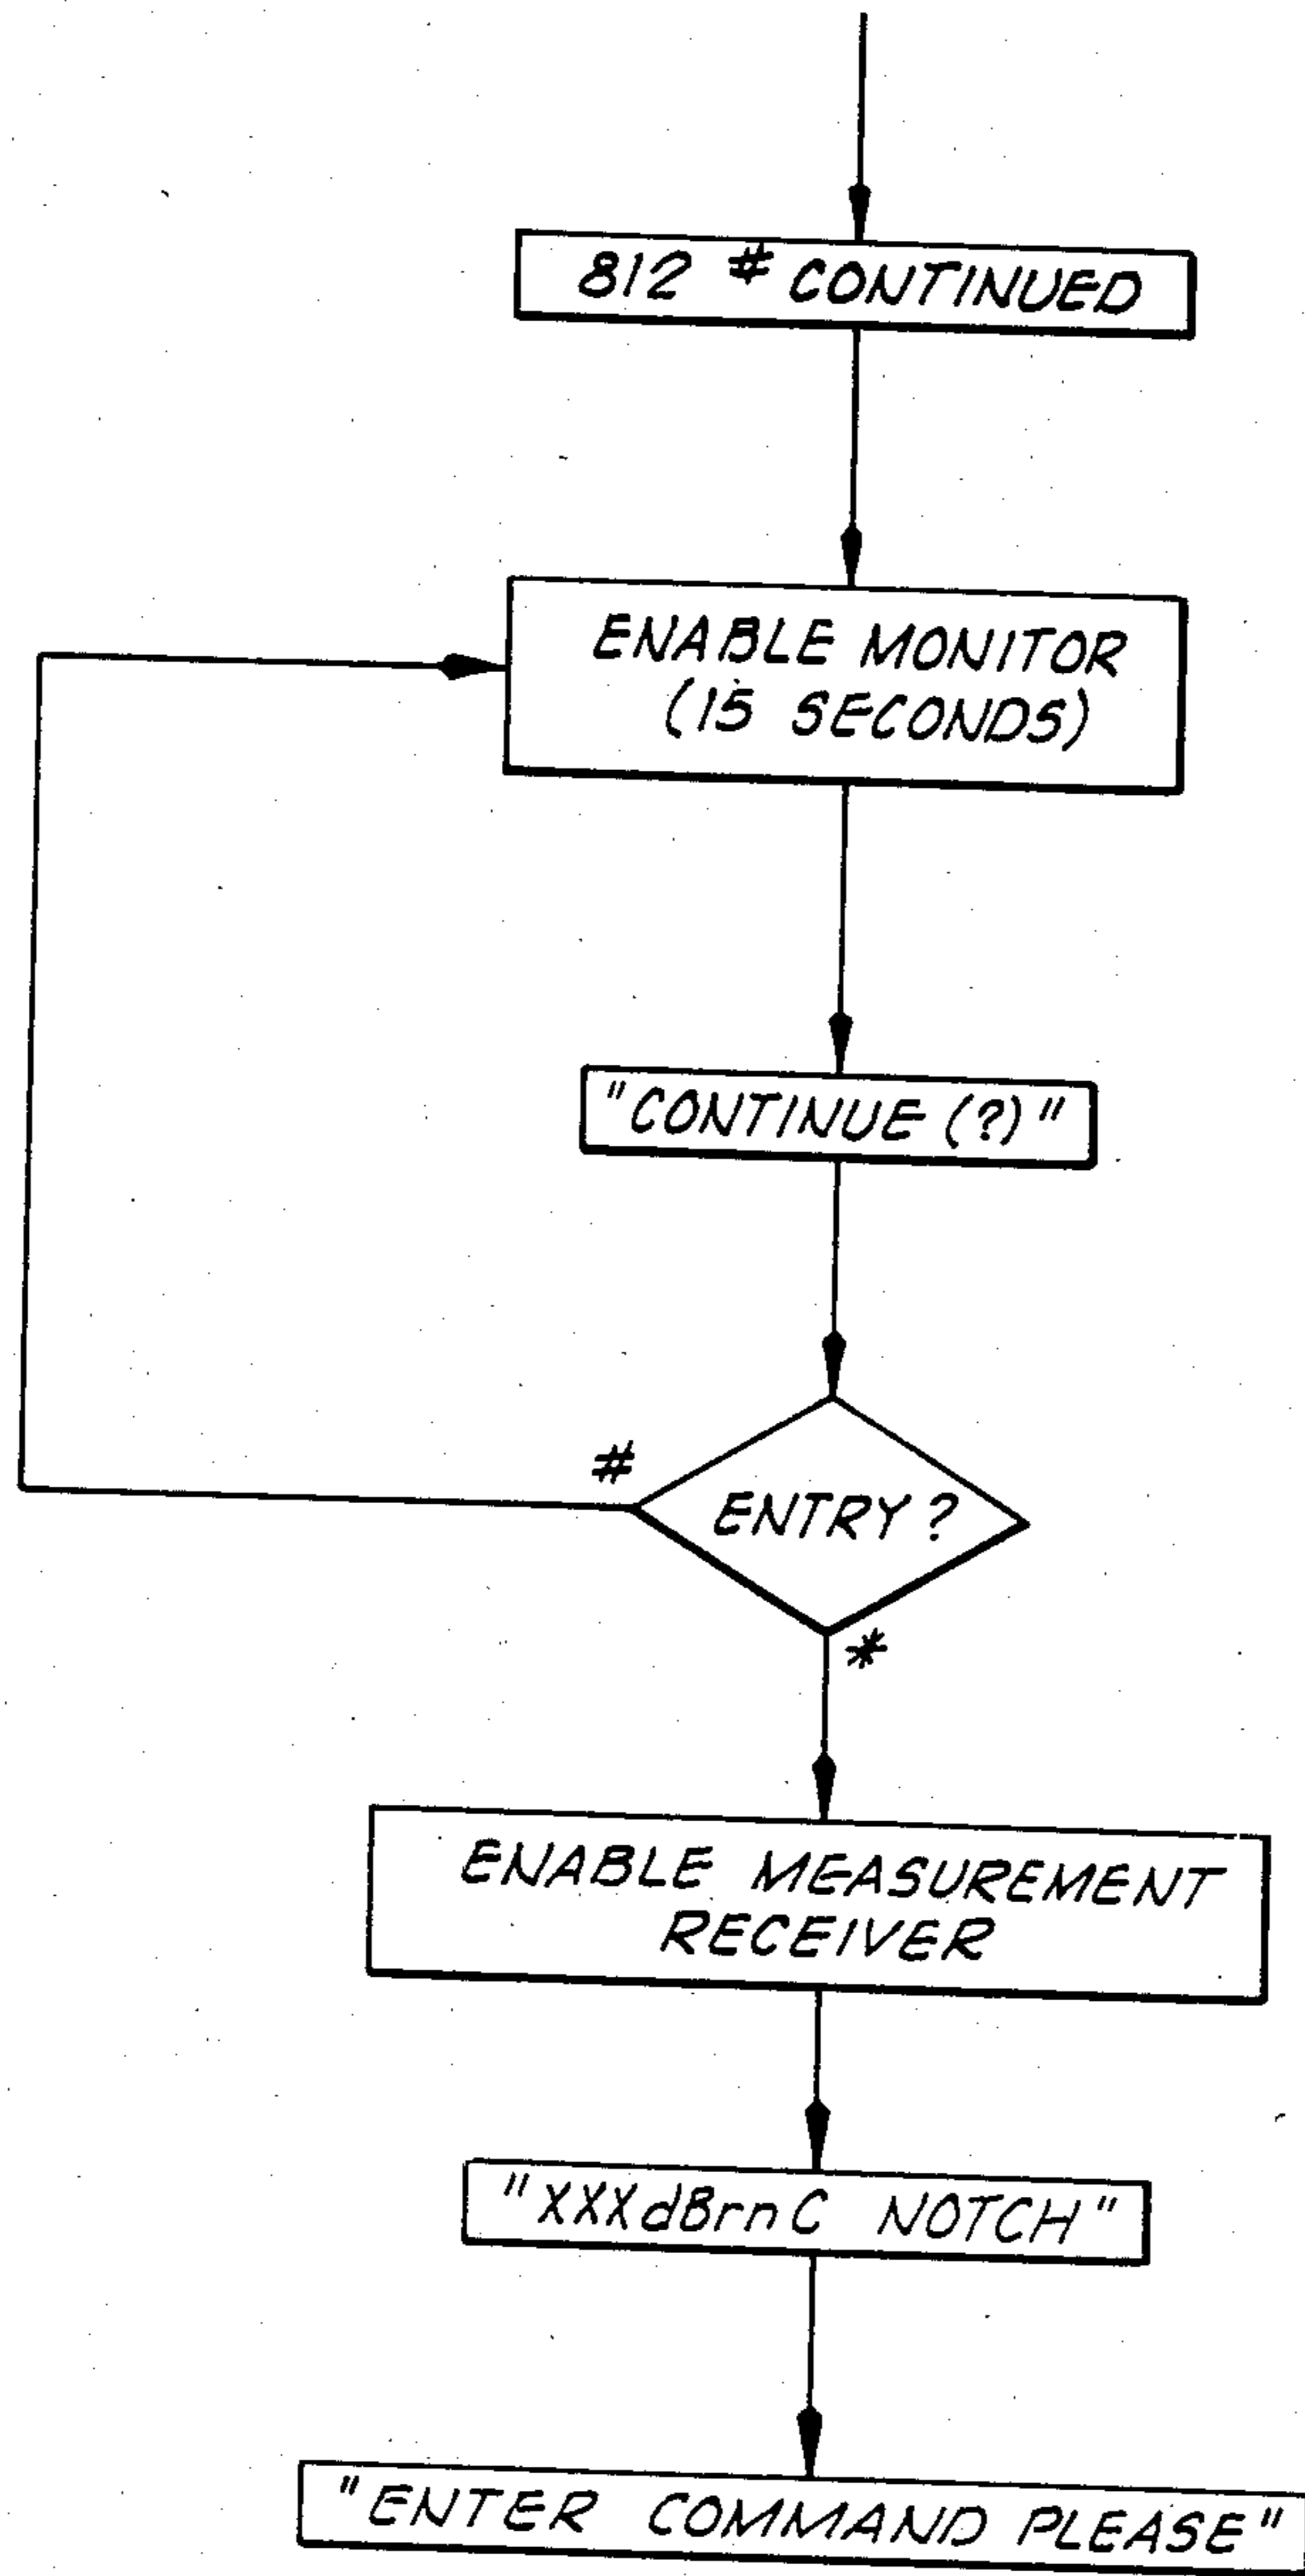 812 # CONTINUED
ENABLE MONITOR
(15 SECONDS)
"CONTINUE (?)"
#
ENTRY ?
*
ENABLE MEASUREMENT
RECEIVER
"XXXdBrnC NOTCH"
"ENTER COMMAND PLEASE"